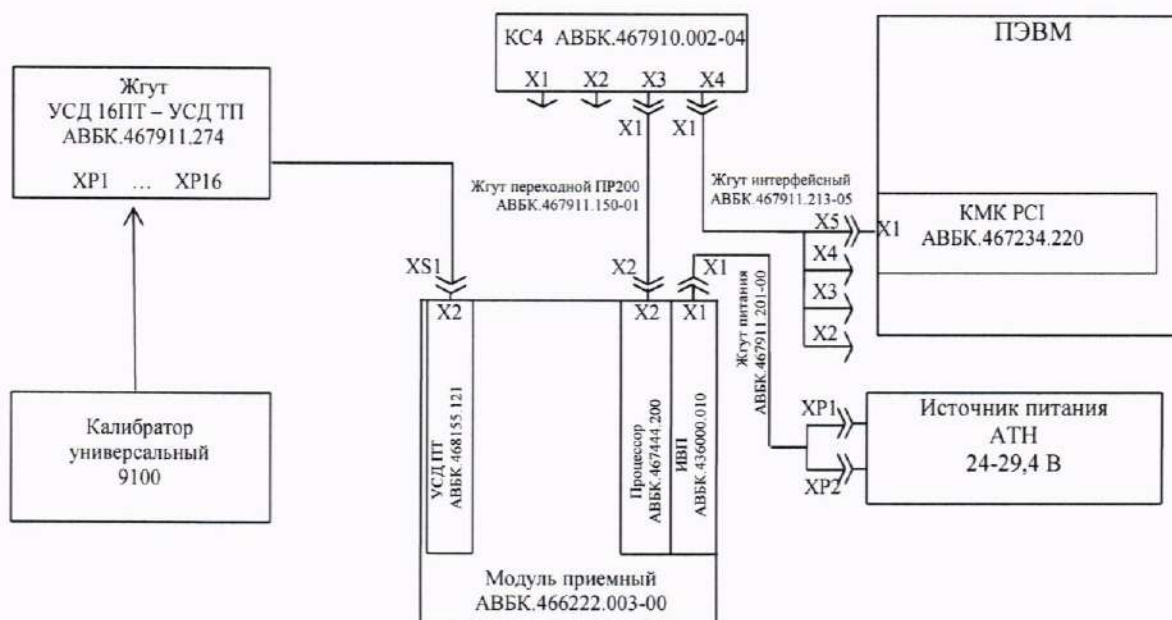 КС4 АВБК.467910.002-04
X1 X2 X3 X4
ПЭВМ
Жгут
УСД 16ПТ – УСД ТП
АВБК.467911.274
XP1 ... XP16
X1 X1
Жгут переходной ПР200
АВБК.467911.150-01
Жгут интерфейсный
АВБК.467911.213-05
КМК PCI
АВБК.467234.220
X5 X1
X4
X3
X2
XS1 X2 X1
X2 X2 X1
Жгут питания
АВБК.467911.201-00
Калибратор
универсальный
9100
УСД ПТ
АВБК.468155.121
Процессор
АВБК.467444.200
ИВП
АВБК.436000.010
XP1
XP2
Источник питания
АТН
24-29,4 В
Модуль приемный
АВБК.466222.003-00